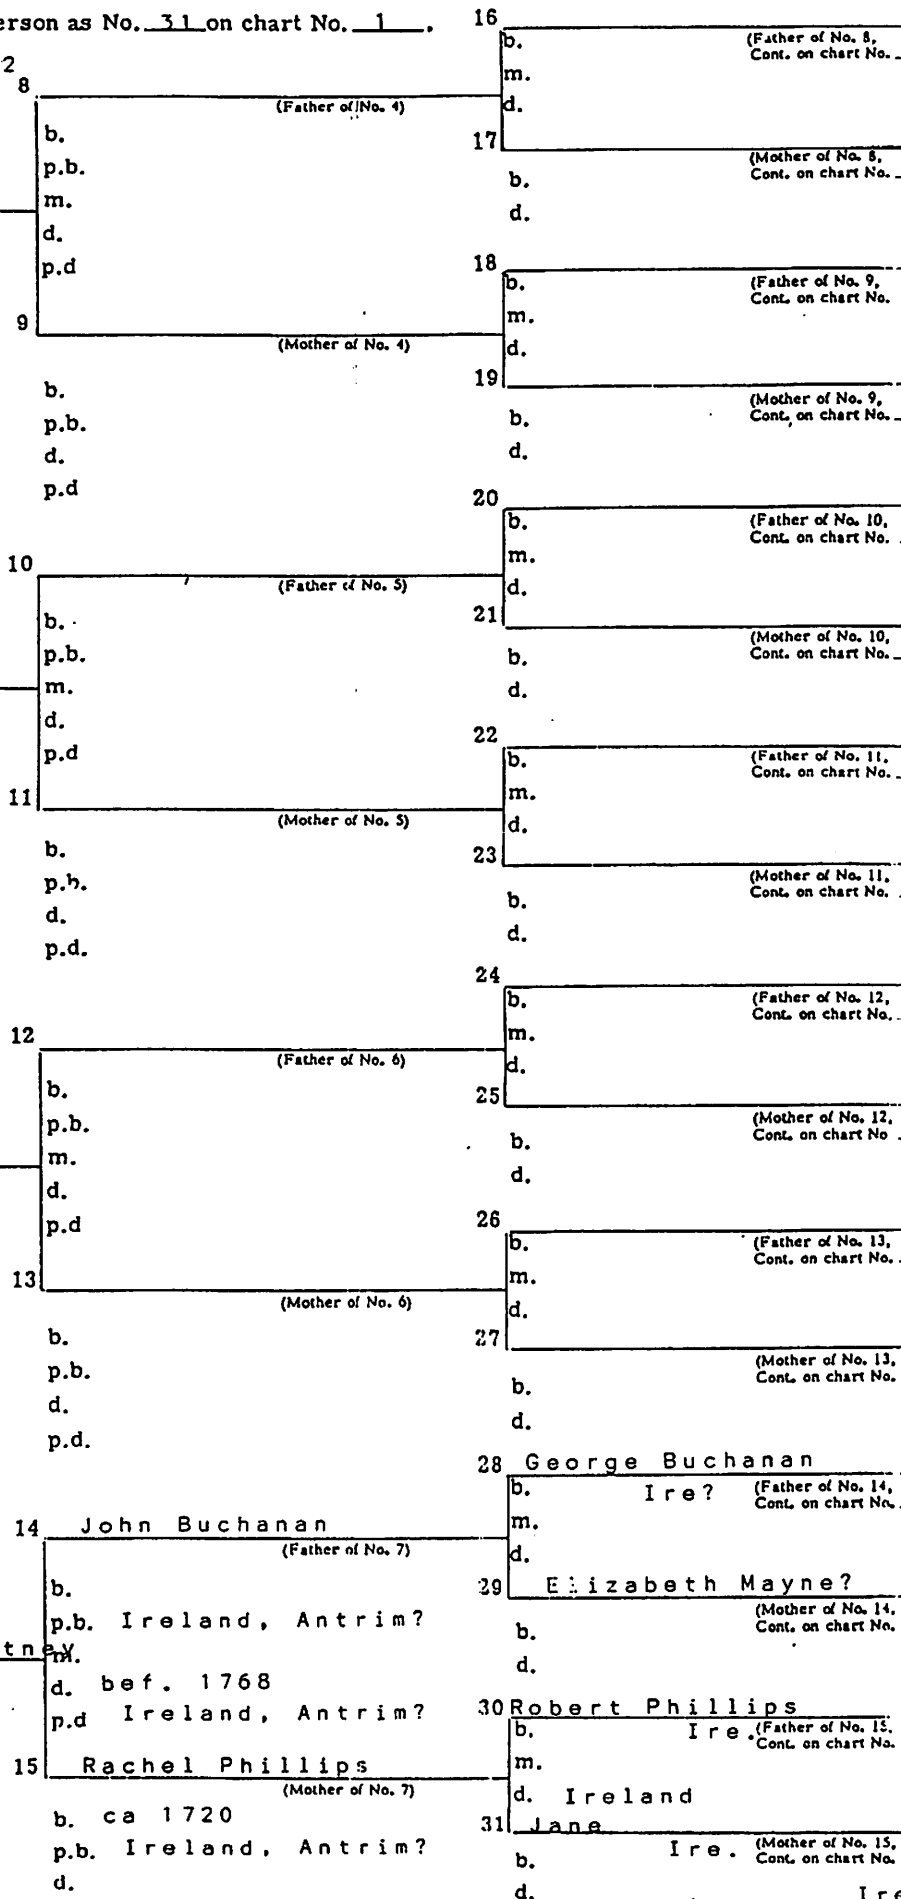 erson as No. 31 on chart No. 1 .
2
8
(Father of No. 4)
b.
p.b.
m.
d.
p.d
9
(Mother of No. 4)
b.
p.b.
d.
p.d
10
(Father of No. 5)
b.
p.b.
m.
d.
p.d
11
(Mother of No. 5)
b.
p.b.
d.
p.d.
12
(Father of No. 6)
b.
p.b.
m.
d.
p.d
13
(Mother of No. 6)
b.
p.b.
d.
p.d.
14 John Buchanan
(Father of No. 7)
b.
p.b. Ireland, Antrim?
tney
m.
d. bef. 1768
p.d Ireland, Antrim?
15 Rachel Phillips
(Mother of No. 7)
b. ca 1720
p.b. Ireland, Antrim?
d.
16
b. (Father of No. 8,
Cont. on chart No.
m.
d.
17
(Mother of No. 8,
Cont. on chart No.
b.
d.
18
b. (Father of No. 9,
Cont. on chart No.
m.
d.
19
(Mother of No. 9,
Cont. on chart No.
b.
d.
20
b. (Father of No. 10,
Cont. on chart No.
m.
d.
21
(Mother of No. 10,
Cont. on chart No.
b.
d.
22
b. (Father of No. 11,
Cont. on chart No.
m.
d.
23
(Mother of No. 11,
Cont. on chart No.
b.
d.
24
b. (Father of No. 12,
Cont. on chart No.
m.
d.
25
(Mother of No. 12,
Cont. on chart No
b.
d.
26
b. (Father of No. 13,
Cont. on chart No.
m.
d.
27
(Mother of No. 13,
Cont. on chart No.
b.
d.
28 George Buchanan
b. Ire? (Father of No. 14,
Cont. on chart No.
m.
d.
29 Elizabeth Mayne?
(Mother of No. 14,
Cont. on chart No.
b.
d.
30 Robert Phillips
b. Ire. (Father of No. 15,
Cont. on chart No.
m.
d. Ireland
31 Jane
Ire. (Mother of No. 15,
Cont. on chart No.
b.
d. Ire